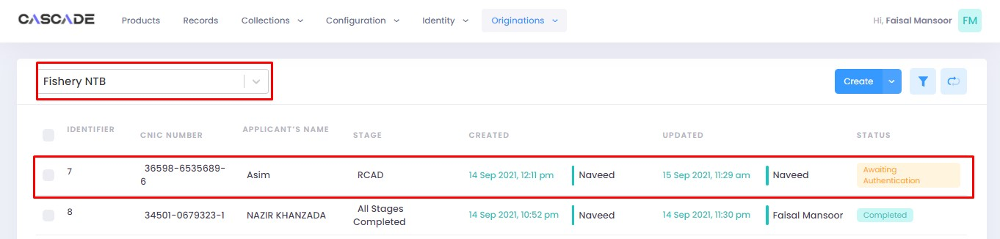 CASCADE Products Records Collections Configuration Identity Originations Hi, Faisal Mansoor FM
Fishery NTB Create
IDENTIFIER CNIC NUMBER APPLICANT'S NAME STAGE CREATED UPDATED STATUS
7 36598-6535689- Asim RCAD 14 Sep 2021, 12:11 pm Naveed 15 Sep 2021, 11:29 am Naveed Awaiting
6 Authentication
8 34501-0679323-1 NAZIR KHANZADA All Stages 14 Sep 2021, 10:52 pm Naveed 14 Sep 2021, 11:30 pm Faisal Mansoor Completed
Completed